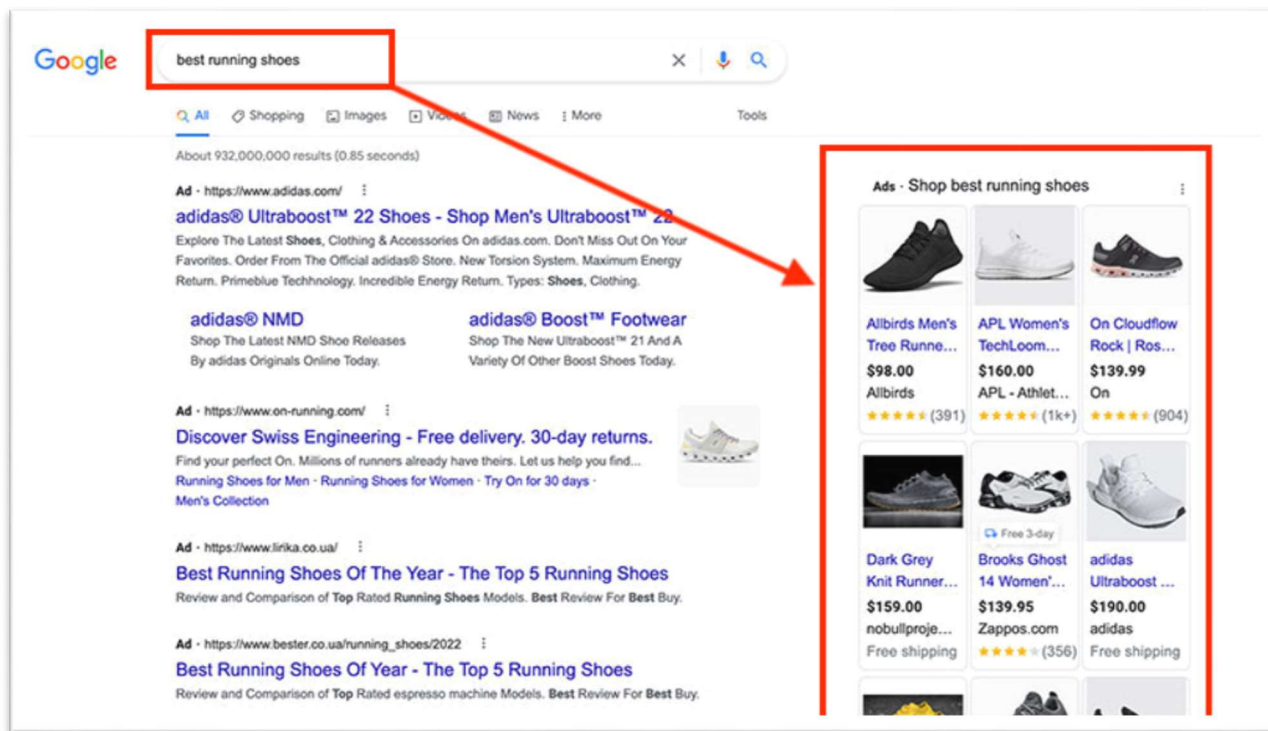 Google
best running shoes
All Shopping Images Videos News More Tools
About 932,000,000 results (0.85 seconds)
Ad · https://www.adidas.com/
adidas® Ultraboost™ 22 Shoes - Shop Men's Ultraboost™ 22
Explore The Latest Shoes, Clothing & Accessories On adidas.com. Don't Miss Out On Your
Favorites. Order From The Official adidas® Store. New Torsion System. Maximum Energy
Return. Primeblue Techhnology. Incredible Energy Return. Types: Shoes, Clothing.
adidas® NMD
Shop The Latest NMD Shoe Releases
By adidas Originals Online Today.
adidas® Boost™ Footwear
Shop The New Ultraboost™ 21 And A
Variety Of Other Boost Shoes Today.
Ad · https://www.on-running.com/
Discover Swiss Engineering - Free delivery. 30-day returns.
Find your perfect On. Millions of runners already have theirs. Let us help you find...
Running Shoes for Men · Running Shoes for Women · Try On for 30 days ·
Men's Collection
Ad · https://www.lirika.co.ua/
Best Running Shoes Of The Year - The Top 5 Running Shoes
Review and Comparison of Top Rated Running Shoes Models. Best Review For Best Buy.
Ad · https://www.bester.co.ua/running_shoes/2022
Best Running Shoes Of Year - The Top 5 Running Shoes
Review and Comparison of Top Rated espresso machine Models. Best Review For Best Buy.
Ads · Shop best running shoes
Allbirds Men's
Tree Runne...
$98.00
Allbirds
(391)
APL Women's
TechLoom...
$160.00
APL - Athlet...
(1k+)
On Cloudflow
Rock | Ros...
$139.99
On
(904)
Dark Grey
Knit Runner...
$159.00
nobullproje...
Free shipping
Free 3-day
Brooks Ghost
14 Women'...
$139.95
Zappos.com
(356)
adidas
Ultraboost ...
$190.00
adidas
Free shipping